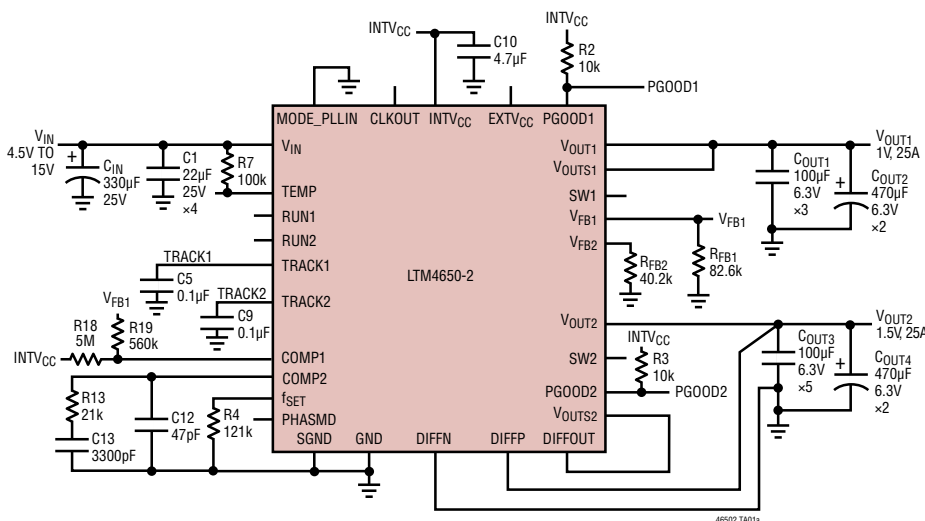 INTVCC
INTVCC
C10
4.7µF
R2
10k
PGOOD1
MODE_PLLIN CLKOUT INTVCC EXTVCC PGOOD1
VIN
4.5V TO
15V
+
CIN
330µF
25V
C1
22µF
25V
×4
R7
100k
VIN
TEMP
RUN1
RUN2
TRACK1
TRACK1
C5
0.1µF
TRACK2
TRACK2
C9
0.1µF
VFB1
R18
5M
R19
560k
INTVCC
COMP1
COMP2
fSET
PHASMD
R13
21k
C12
47pF
R4
121k
C13
3300pF
LTM4650-2
VOUT1
VOUTS1
SW1
VFB1
VFB2
VOUT2
SW2
PGOOD2
VOUTS2
SGND GND DIFFN DIFFP DIFFOUT
VOUT1
1V, 25A
COUT1
100µF
6.3V
×3
+
COUT2
470µF
6.3V
×2
VFB1
RFB2
40.2k
RFB1
82.6k
VOUT2
1.5V, 25A
INTVCC
R3
10k
PGOOD2
COUT3
100µF
6.3V
×5
+
COUT4
470µF
6.3V
×2
46502 TA01a